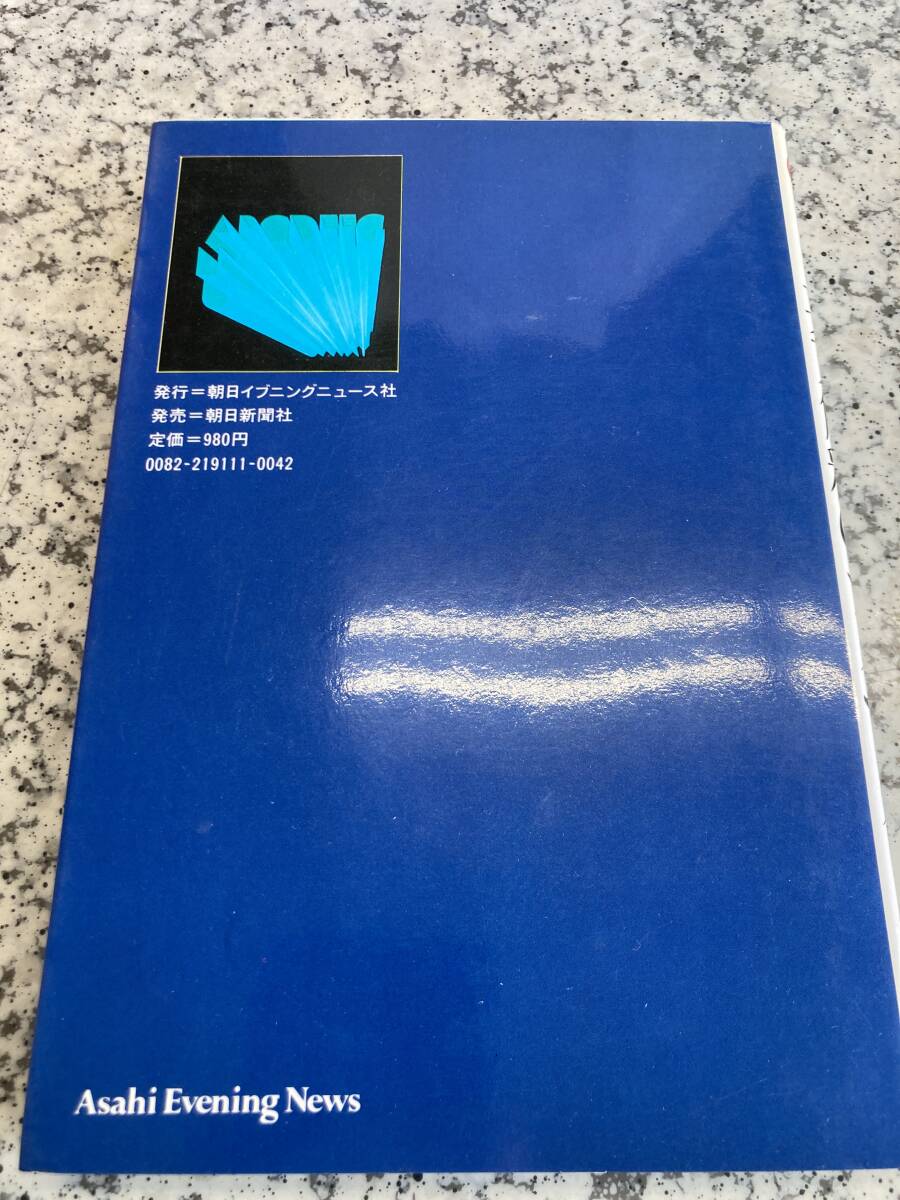 発行＝朝日イブニングニュース社
発売＝朝日新聞社
定価＝980円
0082-219111-0042
Asahi Evening News